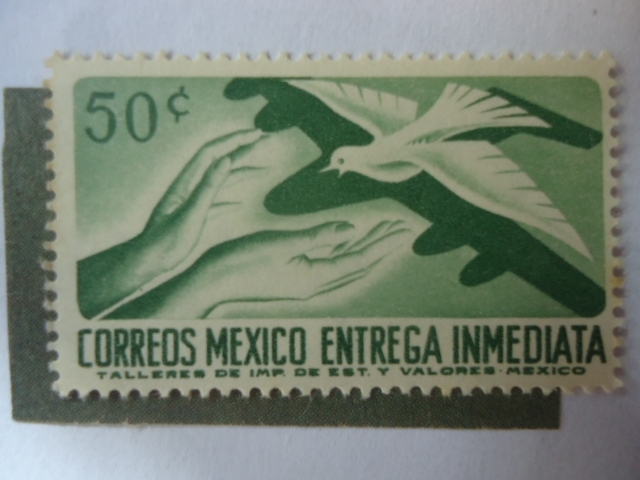 50¢
CORREOS MEXICO ENTREGA INMEDIATA
TALLERES DE IMP. DE EST. Y VALORES·MEXICO